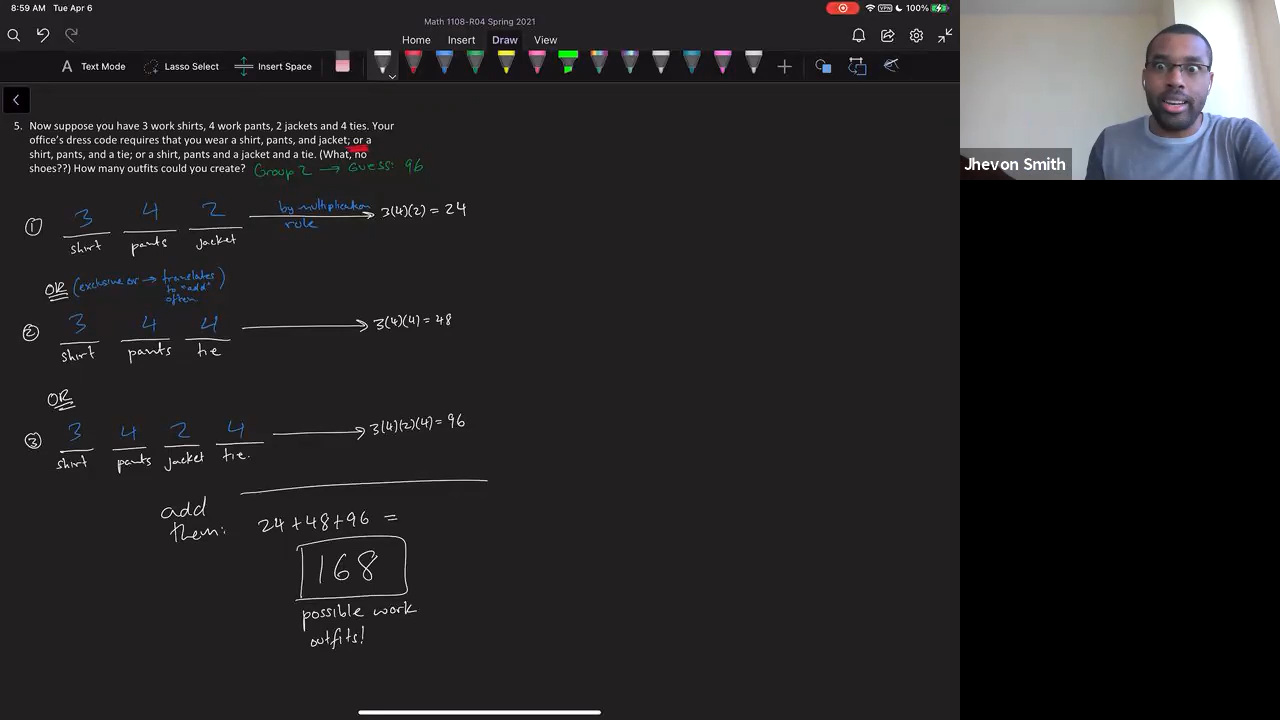 8:59 AM Tue Apr 6
100%
Math 1108-R04 Spring 2021
Home Insert Draw View
Text Mode Lasso Select Insert Space
5. Now suppose you have 3 work shirts, 4 work pants, 2 jackets and 4 ties. Your
office's dress code requires that you wear a shirt, pants, and jacket; or a
shirt, pants, and a tie; or a shirt, pants and a jacket and a tie. (What, no
shoes??) How many outfits could you create? Group 2 → Guess: 96
① 3 4 2 by multiplication rule 3(4)(2) = 24
shirt pants jacket
OR (exclusive or → translates to "add" often)
② 3 4 4 → 3(4)(4) = 48
shirt pants tie
OR
③ 3 4 2 4 → 3(4)(2)(4) = 96
shirt pants jacket tie.
add
them: 24 + 48 + 96 =
168
possible work
outfits!
Jhevon Smith
VPN